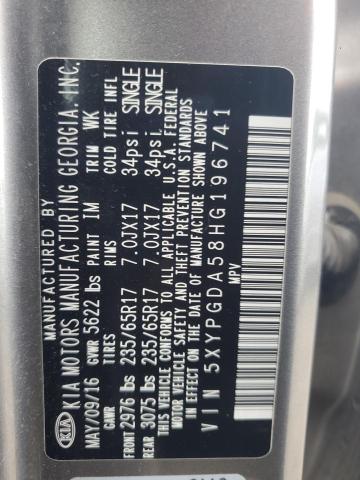 MANUFACTURED BY
KIA KIA MOTORS MANUFACTURING GEORGIA, INC.
MAY/09/16 GVWR 5622 lbs PAINT IM TRIM WK
GAWR TIRES RIMS COLD TIRE INFL
FRONT 2976 lbs 235/65R17 7.0JX17 34psi SINGLE
REAR 3075 lbs 235/65R17 7.0JX17 34psi SINGLE
THIS VEHICLE CONFORMS TO ALL APPLICABLE U.S.A. FEDERAL
MOTOR VEHICLE SAFETY AND THEFT PREVENTION STANDARDS
IN EFFECT ON THE DATE OF MANUFACTURE SHOWN ABOVE
VIN 5XYPGDA58HG196741
MPV